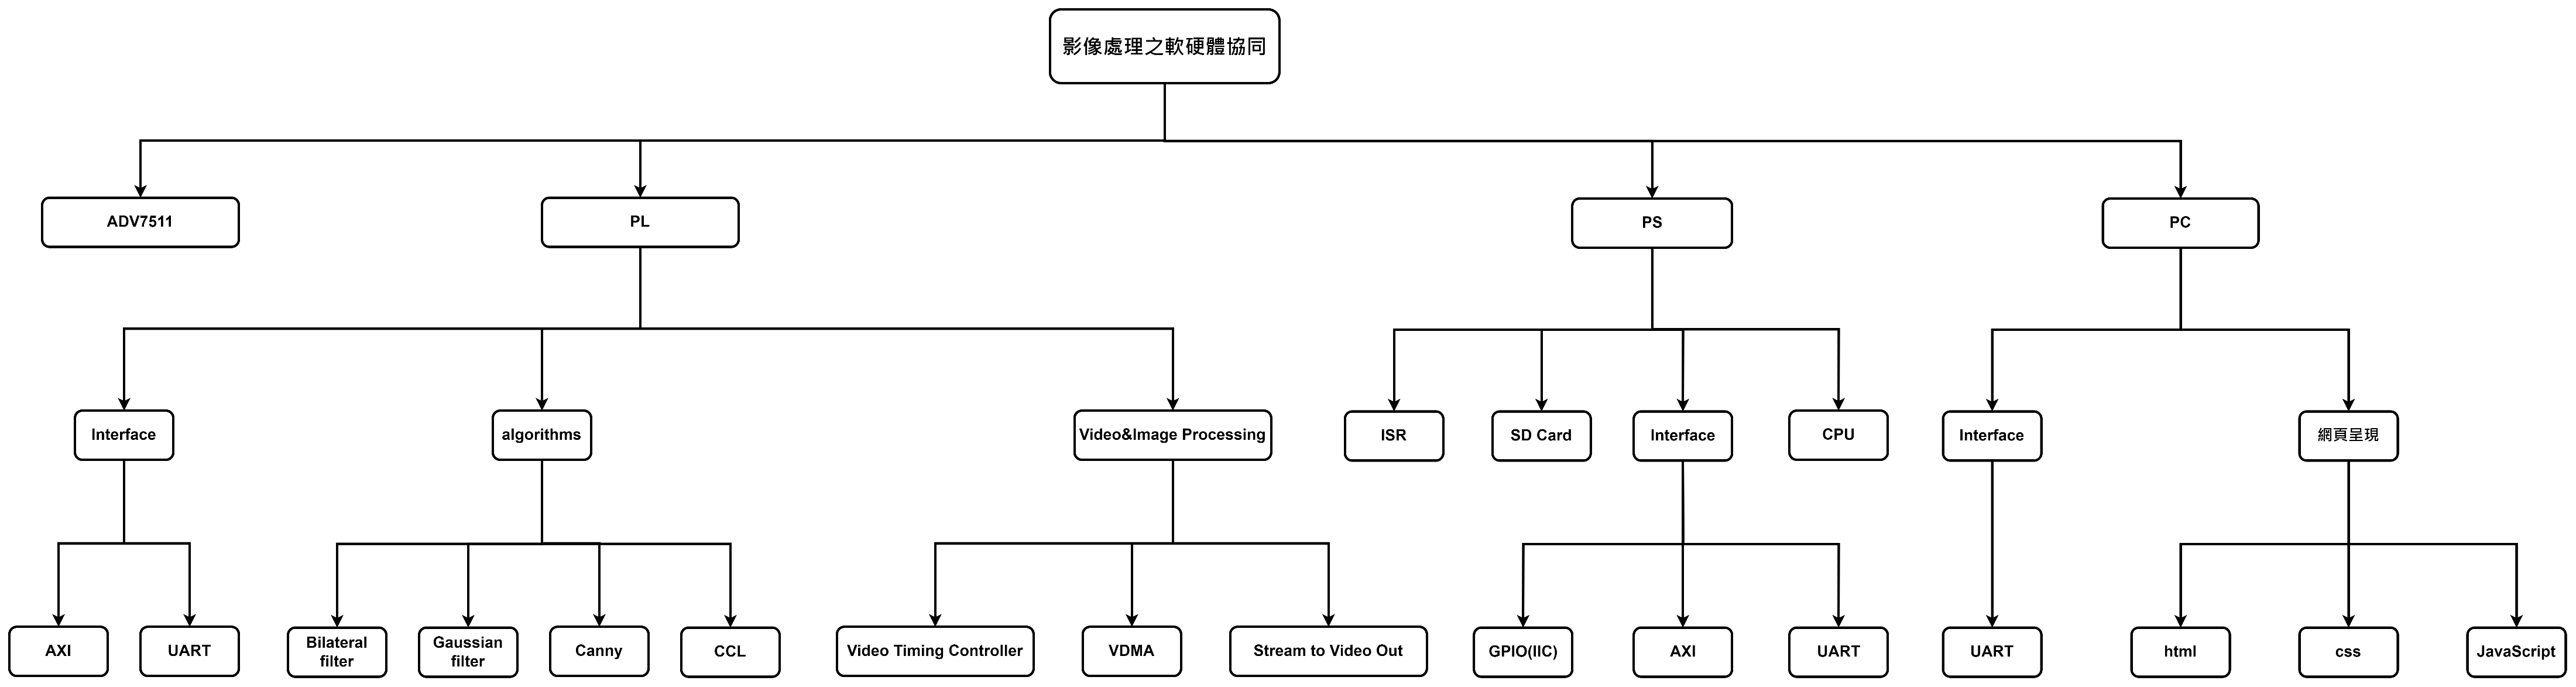 影像處理之軟硬體協同
ADV7511
PL
PS
PC
Interface
algorithms
Video&Image Processing
ISR
SD Card
Interface
CPU
Interface
網頁呈現
AXI
UART
Bilateral
filter
Gaussian
filter
Canny
CCL
Video Timing Controller
VDMA
Stream to Video Out
GPIO(IIC)
AXI
UART
UART
html
css
JavaScript